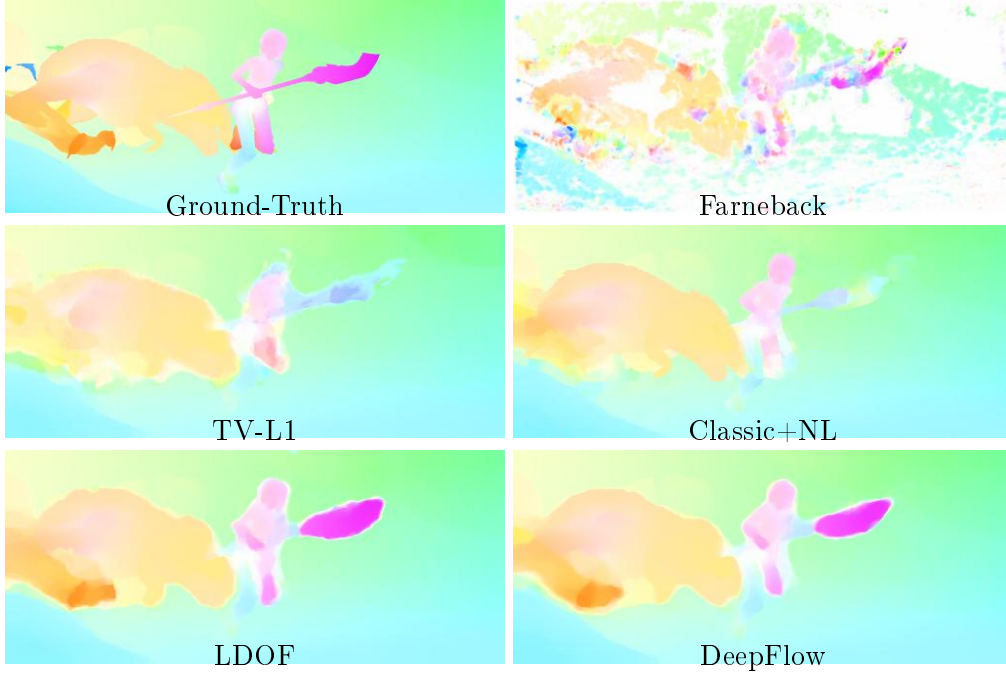 Ground-Truth
Farneback
TV-L1
Classic+NL
LDOF
DeepFlow